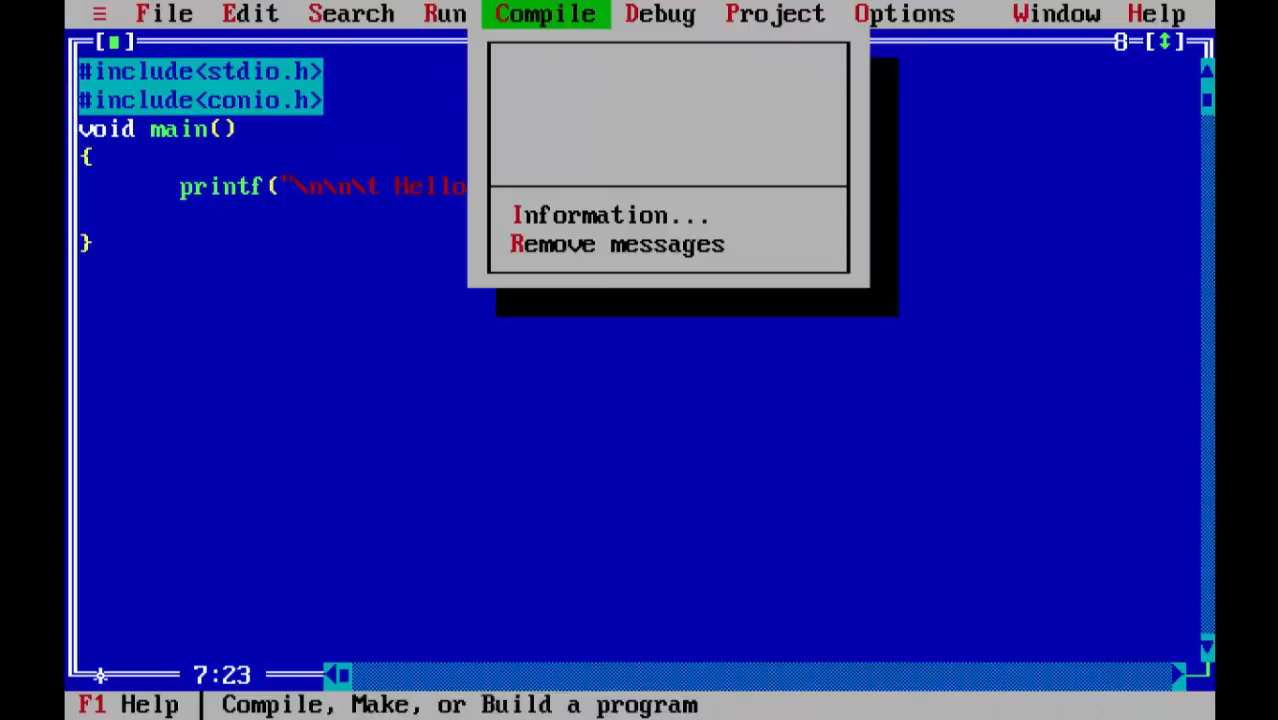 ≡ File Edit Search Run Compile Debug Project Options Window Help
[■] 8=[↕]
#include<stdio.h>
#include<conio.h>
void main()
{
printf("\n\n\t Hello
}
Information...
Remove messages
7:23
F1 Help │ Compile, Make, or Build a program